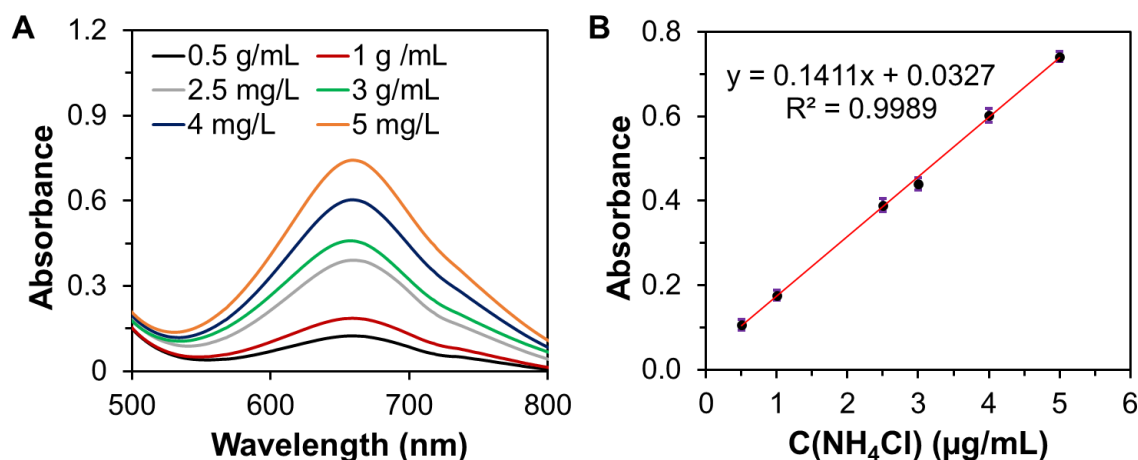 A
Absorbance
1.2
0.9
0.6
0.3
0
0.5 g/mL
1 g /mL
2.5 mg/L
3 g/mL
4 mg/L
5 mg/L
500
600
700
800
Wavelength (nm)
B
Absorbance
0.8
0.6
0.4
0.2
0.0
y = 0.1411x + 0.0327
R² = 0.9989
0
1
2
3
4
5
6
C(NH₄Cl) (μg/mL)